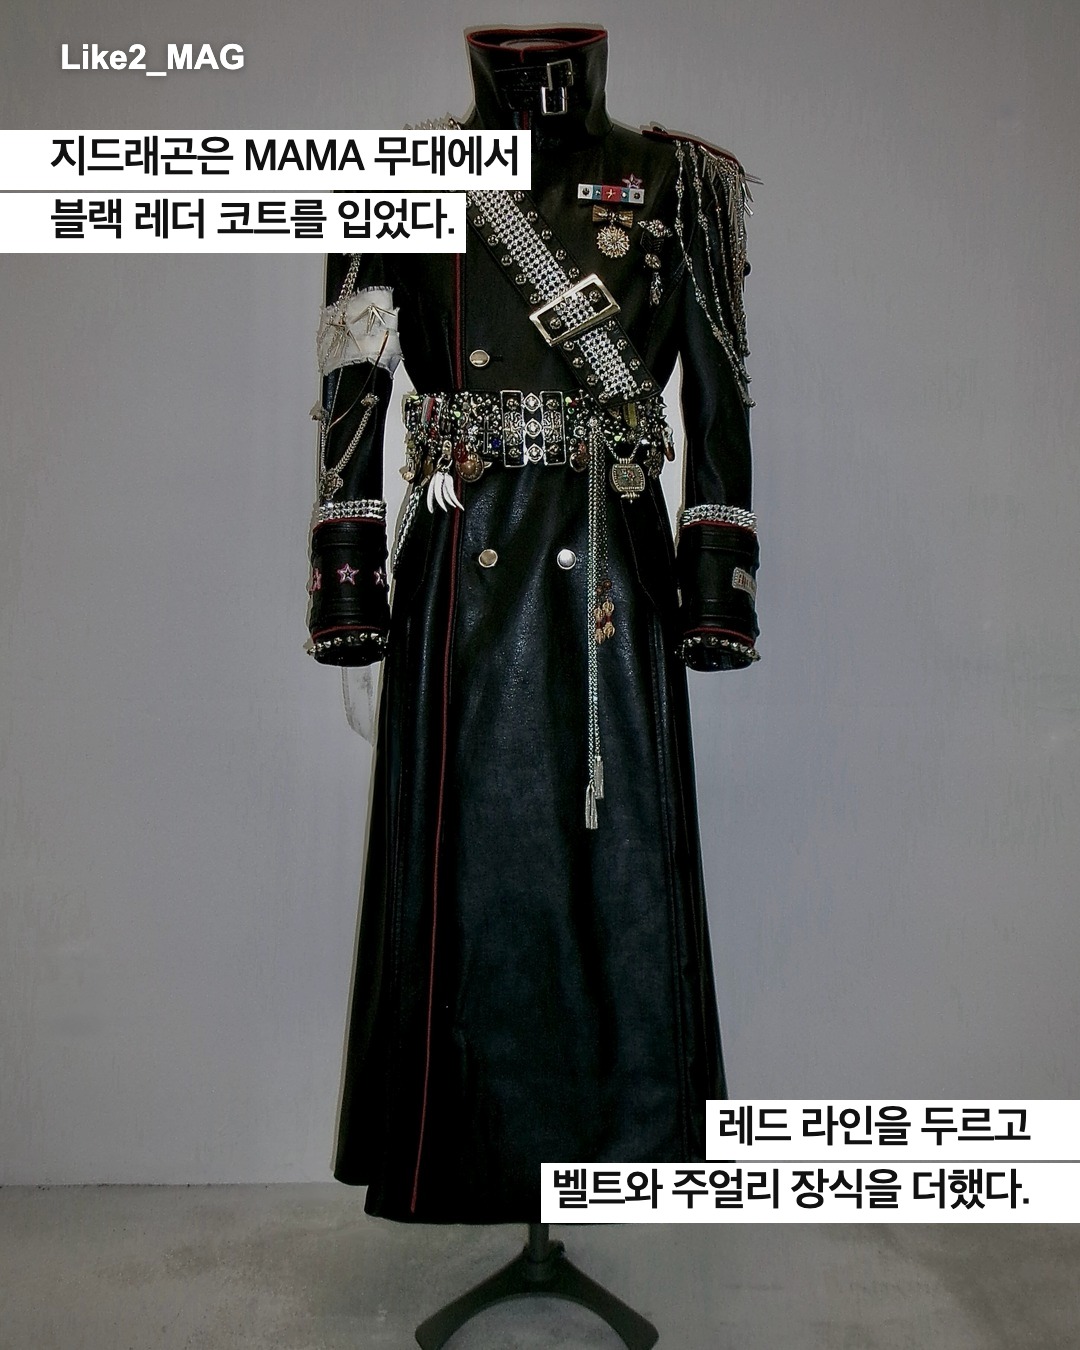 Like2_MAG
지드래곤은 MAMA 무대에서
블랙 레더 코트를 입었다.
레드 라인을 두르고
벨트와 주얼리 장식을 더했다.